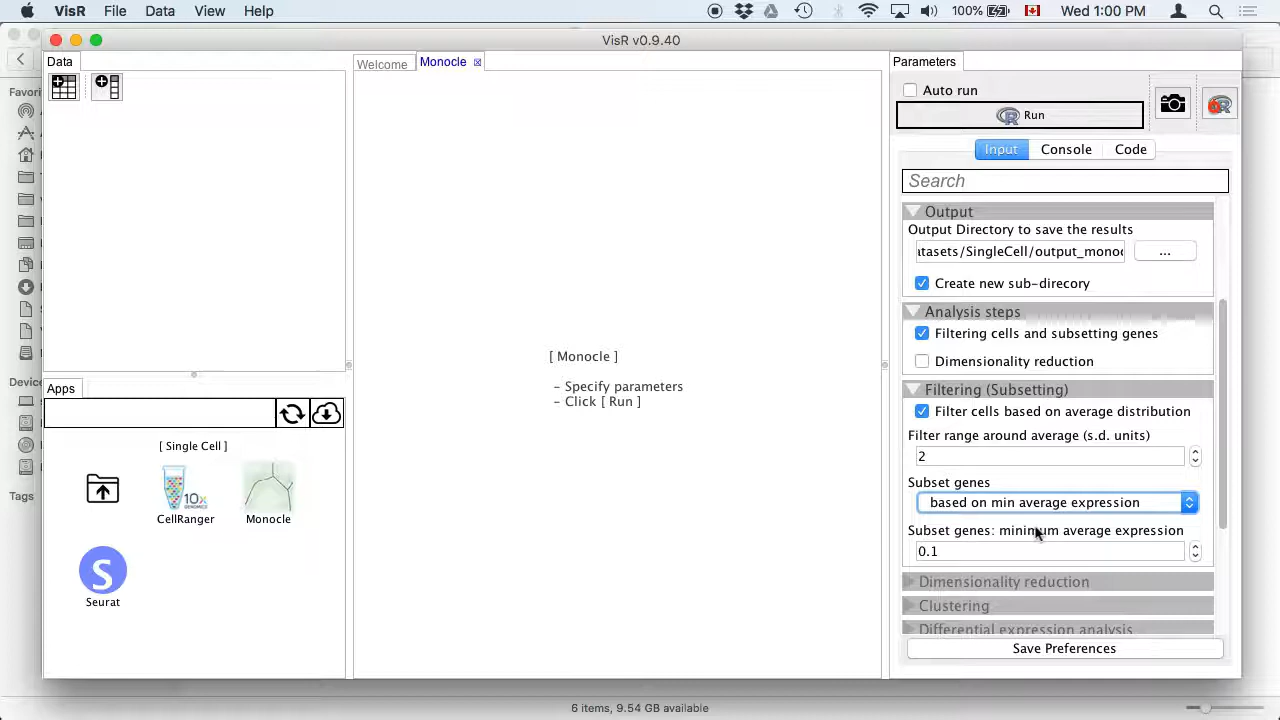 VisR File Data View Help 100% Wed 1:00 PM
VisR v0.9.40
Data
Welcome Monocle
Parameters
Auto run
Run
Input Console Code
Search
Output
Output Directory to save the results
tasets/SingleCell/output_mono
...
Create new sub-direcory
Analysis steps
Filtering cells and subsetting genes
Dimensionality reduction
Filtering (Subsetting)
Filter cells based on average distribution
Filter range around average (s.d. units)
2
Subset genes
based on min average expression
Subset genes: minimum average expression
0.1
Dimensionality reduction
Clustering
Differential expression analysis
Save Preferences
[ Monocle ]
- Specify parameters
- Click [ Run ]
Apps
[ Single Cell ]
10x
GENOMICS
CellRanger
Monocle
S
Seurat
Favori
Device
Tags
6 items, 9.54 GB available